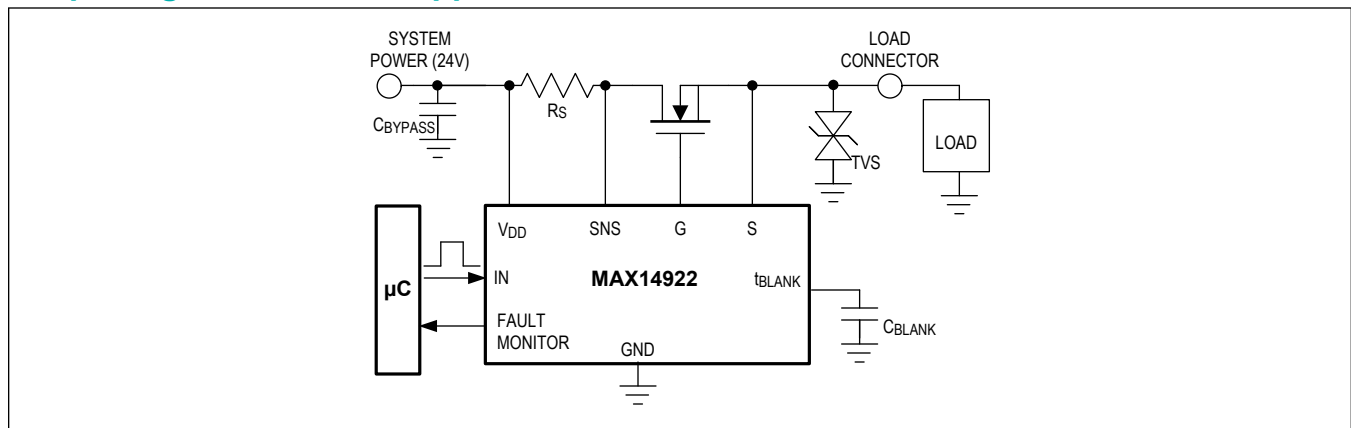 SYSTEM
POWER (24V)
LOAD
CONNECTOR
RS
CBYPASS
TVS
LOAD
VDD
SNS
G
S
µC
IN
MAX14922
tBLANK
FAULT
MONITOR
GND
CBLANK